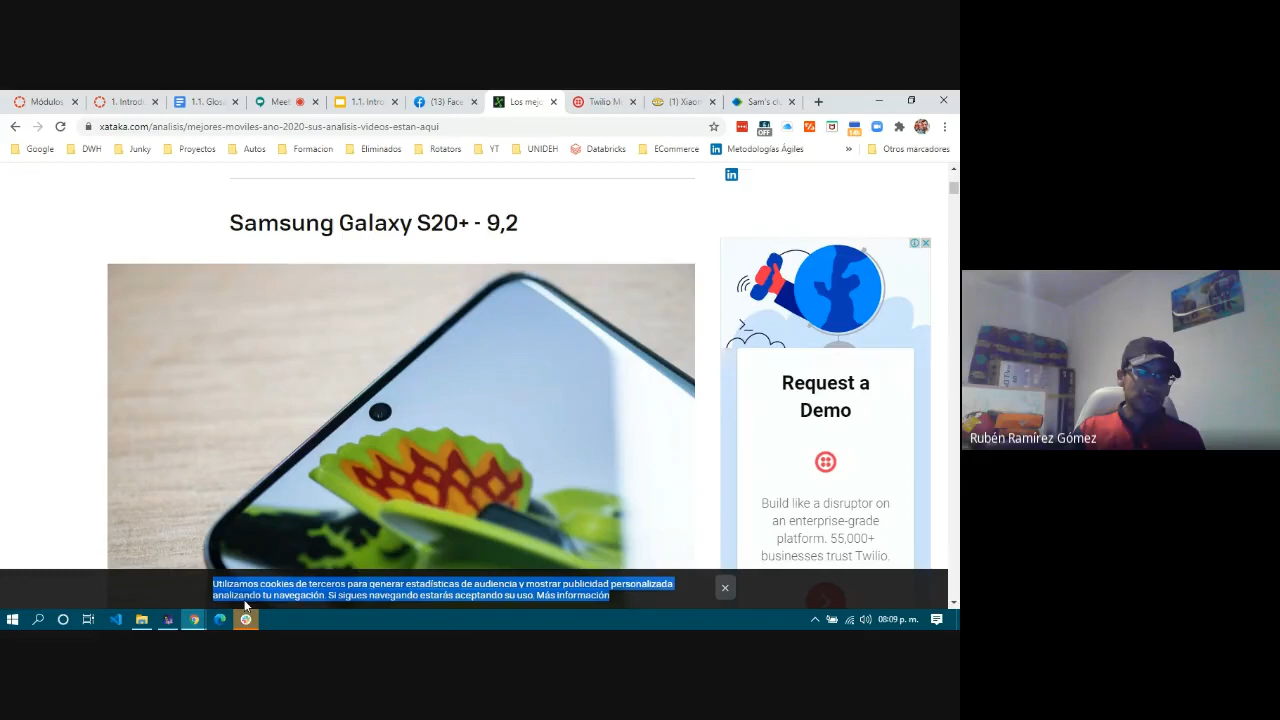 Módulos
1. Introdi
1.1. Glos
Meet
1.1. Intro
(13) Face
Los mejo
Twilio M
(1) Xiaom
Sam's clu
xataka.com/analisis/mejores-moviles-ano-2020-sus-analisis-videos-estan-aqui
OFF
Google
DWH
Junky
Proyectos
Autos
Formacion
Eliminados
Rotators
YT
UNIDEH
Databricks
ECommerce
Metodologías Ágiles
»
Otros marcadores
Samsung Galaxy S20+ - 9,2
Request a
Demo
Build like a disruptor on
an enterprise-grade
platform. 55,000+
businesses trust Twilio.
Utilizamos cookies de terceros para generar estadísticas de audiencia y mostrar publicidad personalizada
analizando tu navegación. Si sigues navegando estarás aceptando su uso. Más información
08:09 p. m.
Rubén Ramírez Gómez